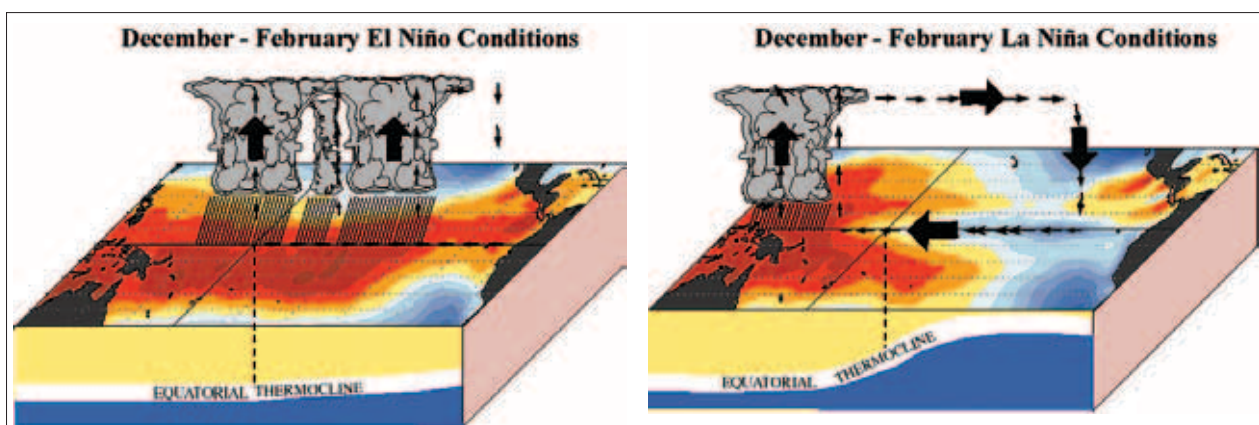 December - February El Niño Conditions
EQUATORIAL THERMOCLINE
December - February La Niña Conditions
EQUATORIAL THERMOCLINE